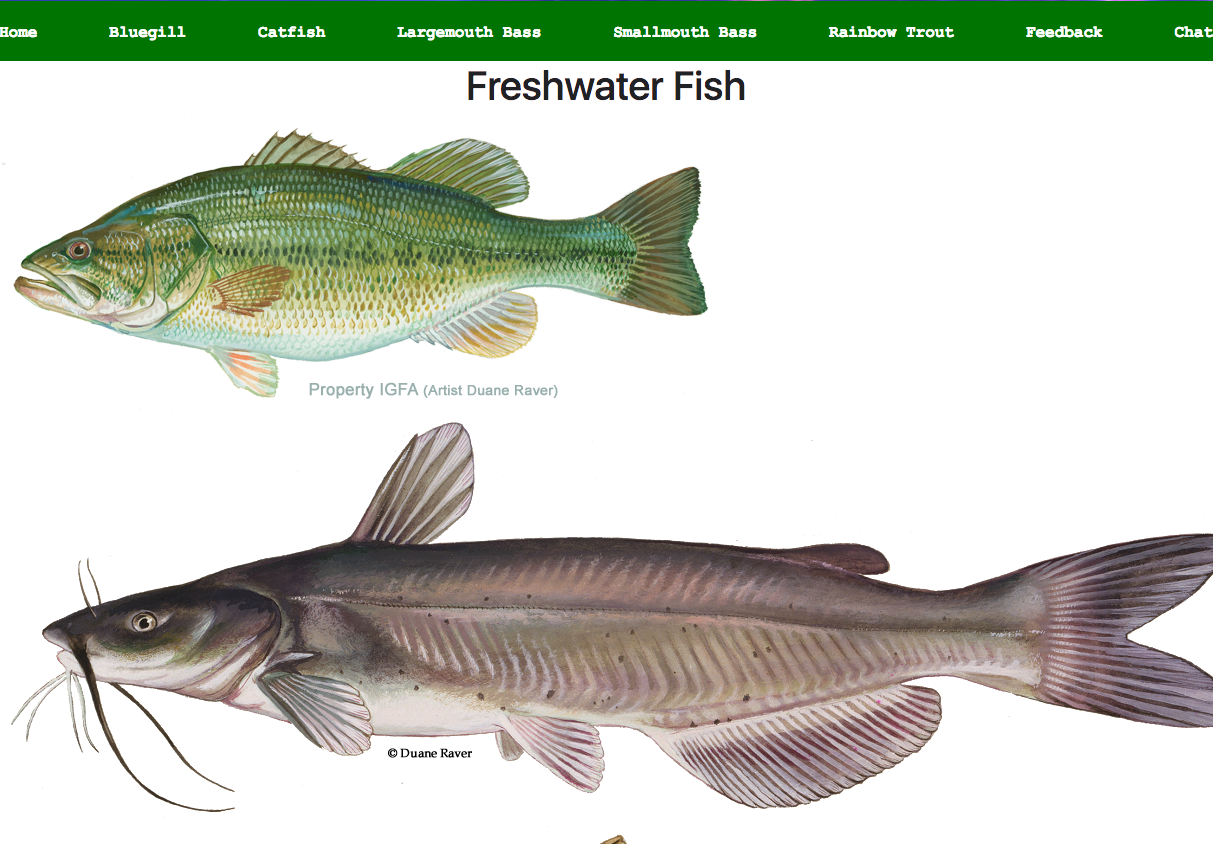 Home Bluegill Catfish Largemouth Bass Smallmouth Bass Rainbow Trout Feedback Chat
Freshwater Fish
Property IGFA (Artist Duane Raver)
© Duane Raver